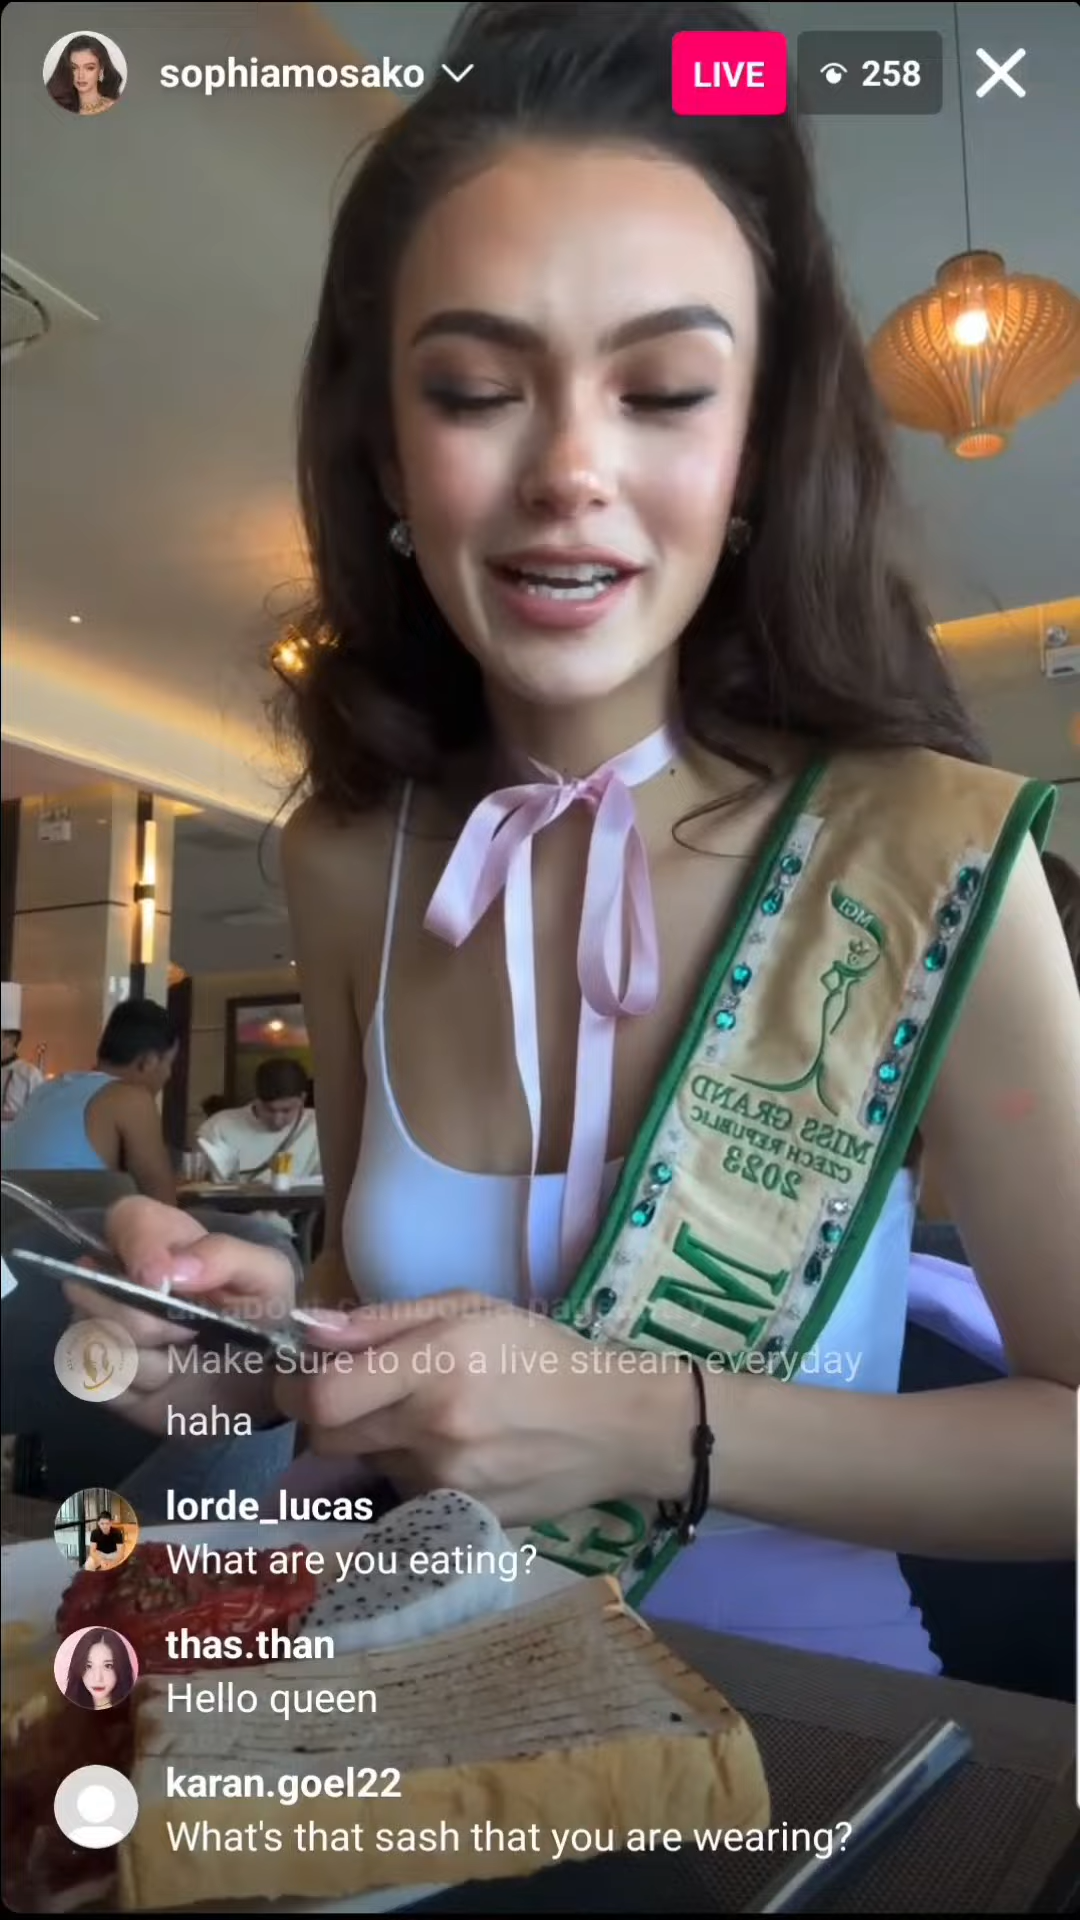 sophiamosako
LIVE
258
MGI
MISS GRAND
CZECH REPUBLIC
2023
Make Sure to do a live stream everyday
haha
lorde_lucas
What are you eating?
thas.than
Hello queen
karan.goel22
What's that sash that you are wearing?